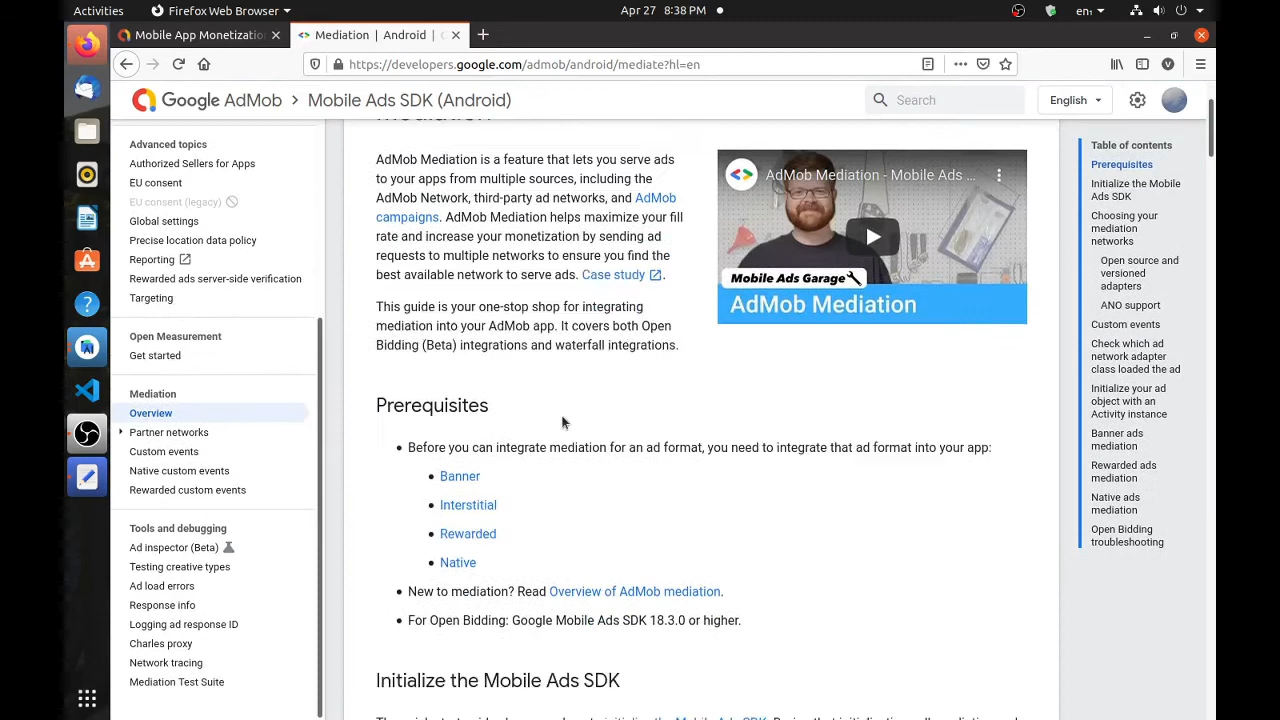 Activities
Firefox Web Browser
Apr 27 8:38 PM
en
Mobile App Monetizatio
Mediation | Android |
https://developers.google.com/admob/android/mediate?hl=en
Google AdMob
Mobile Ads SDK (Android)
Search
English
Advanced topics
Authorized Sellers for Apps
EU consent
EU consent (legacy)
Global settings
Precise location data policy
Reporting
Rewarded ads server-side verification
Targeting
Open Measurement
Get started
Mediation
Overview
Partner networks
Custom events
Native custom events
Rewarded custom events
Tools and debugging
Ad inspector (Beta)
Testing creative types
Ad load errors
Response info
Logging ad response ID
Charles proxy
Network tracing
Mediation Test Suite
Mediation
AdMob Mediation is a feature that lets you serve ads
to your apps from multiple sources, including the
AdMob Network, third-party ad networks, and AdMob
campaigns. AdMob Mediation helps maximize your fill
rate and increase your monetization by sending ad
requests to multiple networks to ensure you find the
best available network to serve ads. Case study.
This guide is your one-stop shop for integrating
mediation into your AdMob app. It covers both Open
Bidding (Beta) integrations and waterfall integrations.
AdMob Mediation - Mobile Ads ...
Mobile Ads Garage
AdMob Mediation
Prerequisites
Before you can integrate mediation for an ad format, you need to integrate that ad format into your app:
Banner
Interstitial
Rewarded
Native
New to mediation? Read Overview of AdMob mediation.
For Open Bidding: Google Mobile Ads SDK 18.3.0 or higher.
Initialize the Mobile Ads SDK
Table of contents
Prerequisites
Initialize the Mobile
Ads SDK
Choosing your
mediation
networks
Open source and
versioned
adapters
ANO support
Custom events
Check which ad
network adapter
class loaded the ad
Initialize your ad
object with an
Activity instance
Banner ads
mediation
Rewarded ads
mediation
Native ads
mediation
Open Bidding
troubleshooting